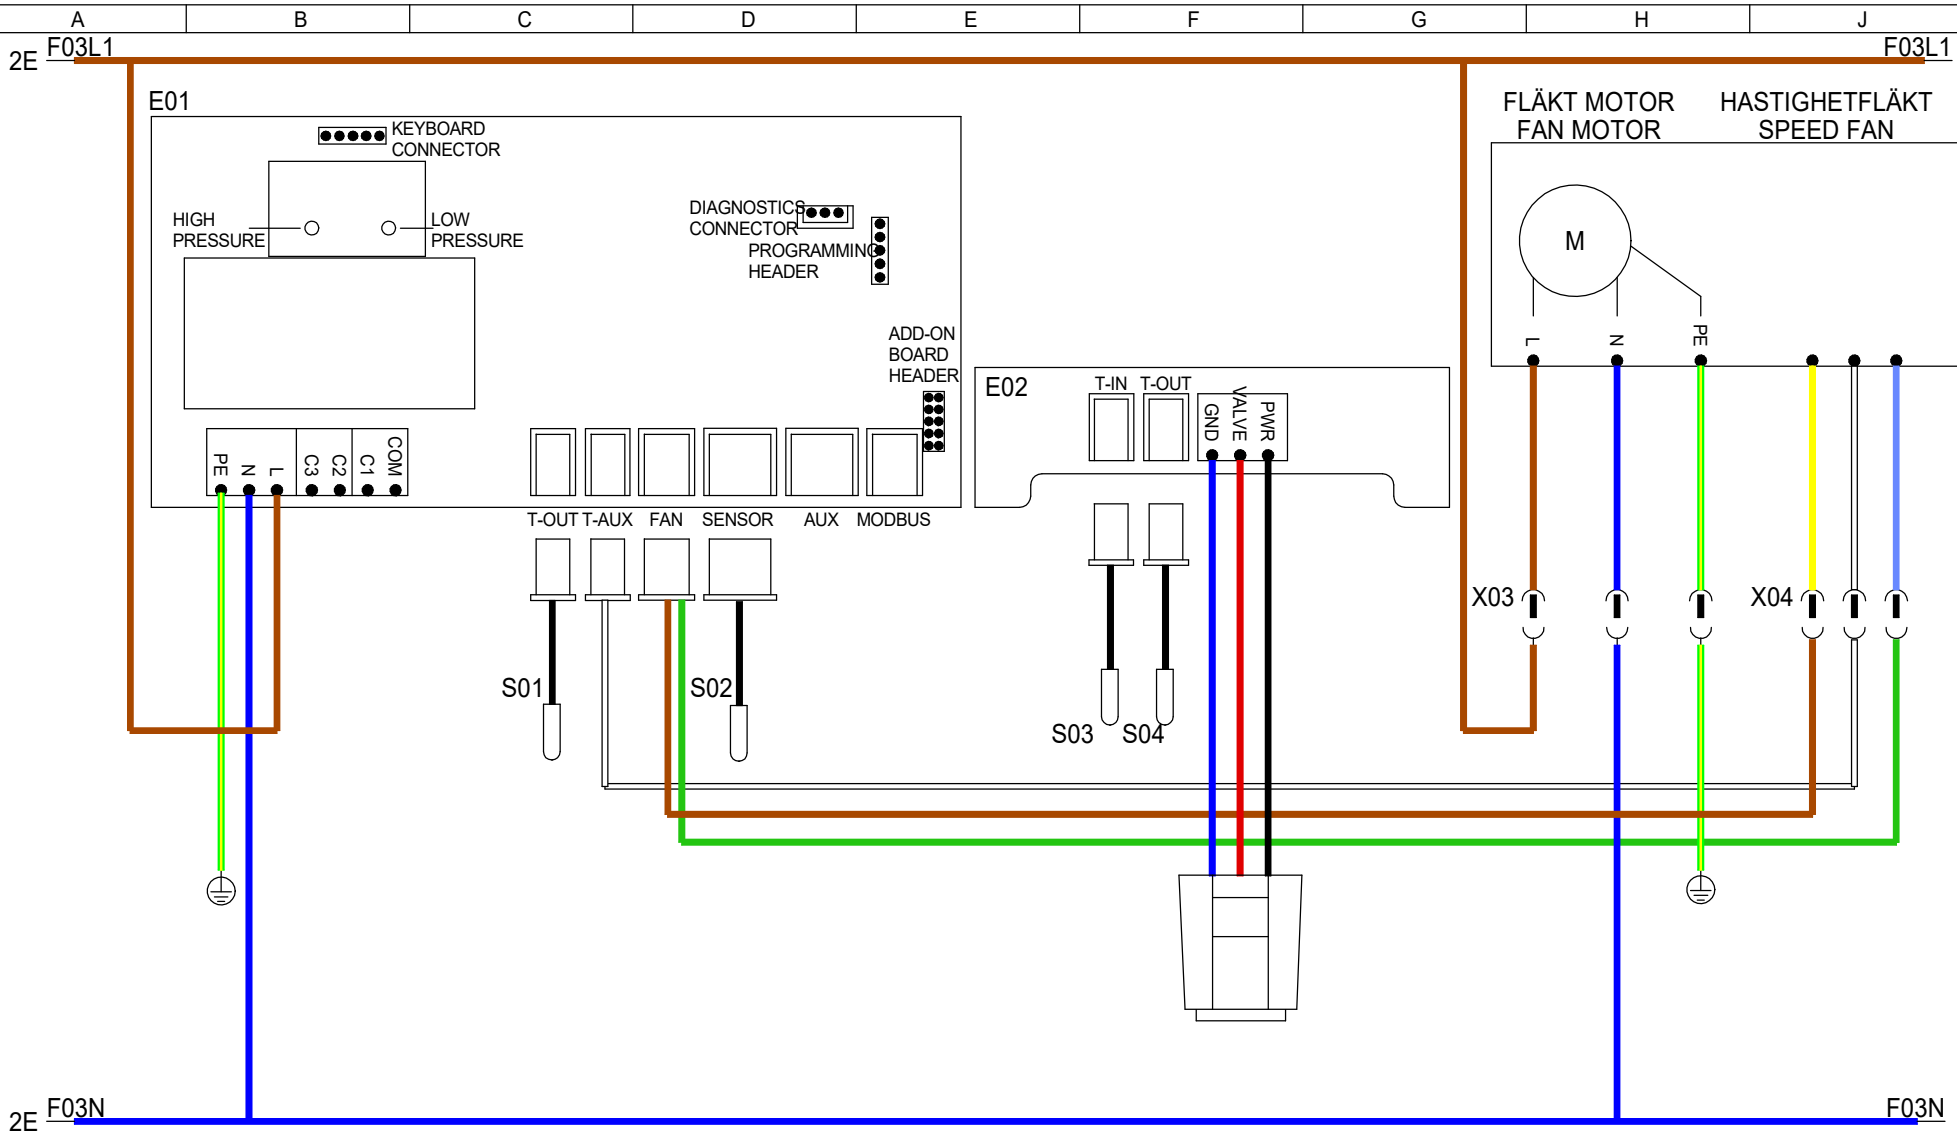 A B C D E F G H J
F03L1
2E
F03L1
E01
KEYBOARD
CONNECTOR
HIGH
PRESSURE
LOW
PRESSURE
DIAGNOSTICS
CONNECTOR
PROGRAMMING
HEADER
ADD-ON
BOARD
HEADER
PE N L C3 C2 C1 COM
T-OUT T-AUX FAN SENSOR AUX MODBUS
S01
S02
E02
T-IN T-OUT
GND VALVE PWR
S03 S04
FLÄKT MOTOR
FAN MOTOR
HASTIGHETFLÄKT
SPEED FAN
M
L N PE
X03
X04
F03N
2E
F03N